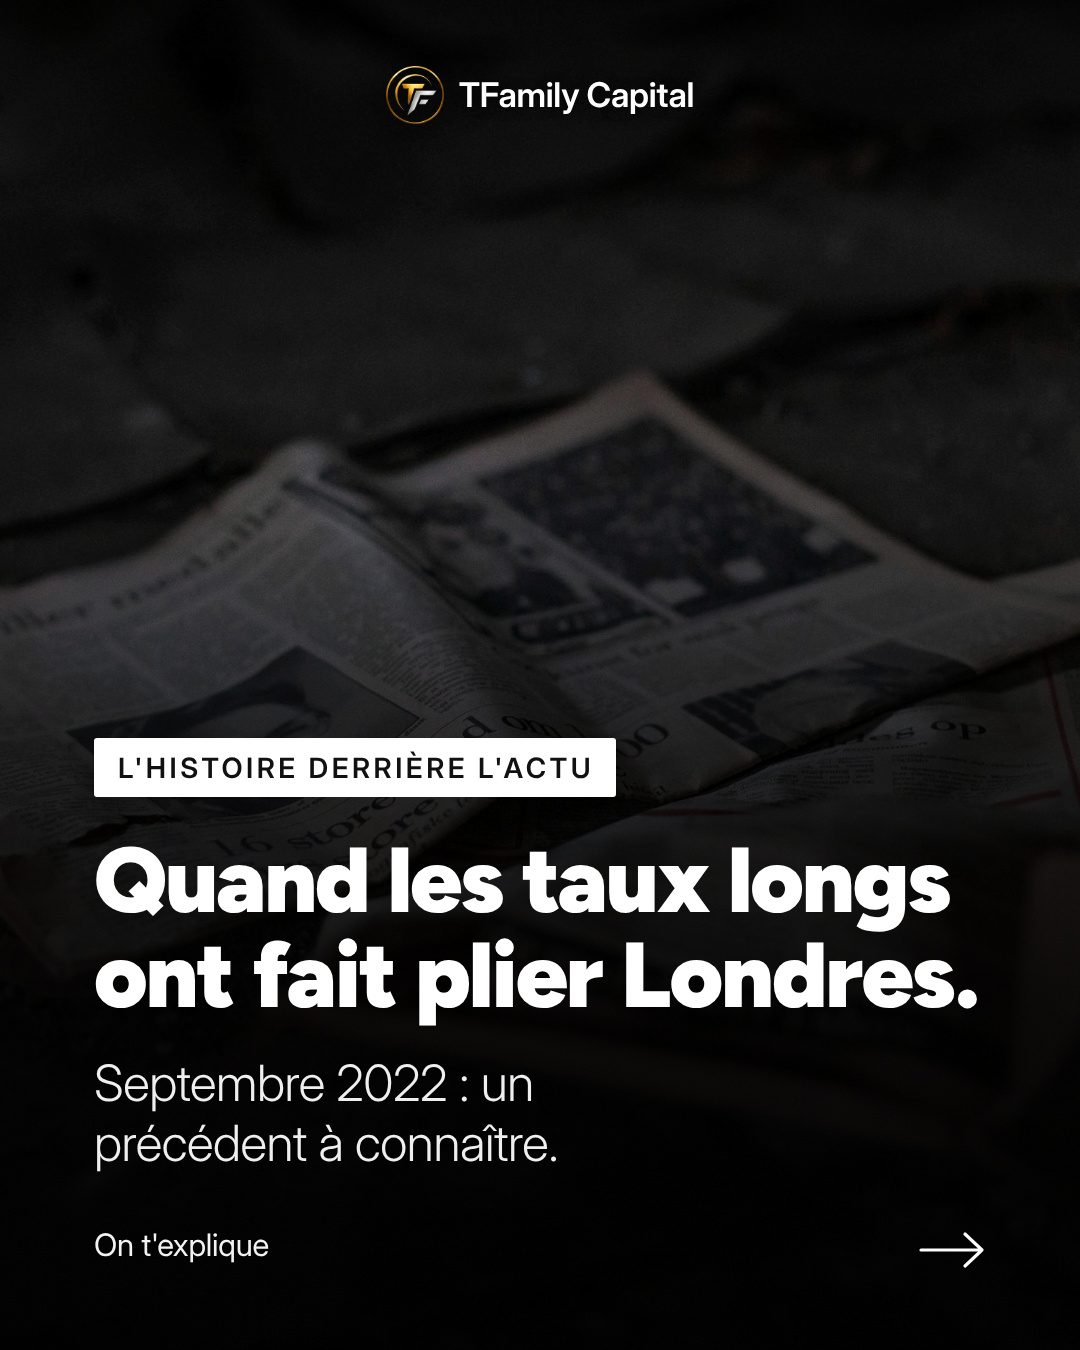 TFamily Capital
L'HISTOIRE DERRIÈRE L'ACTU
Quand les taux longs
ont fait plier Londres.
Septembre 2022 : un
précédent à connaître.
On t'explique